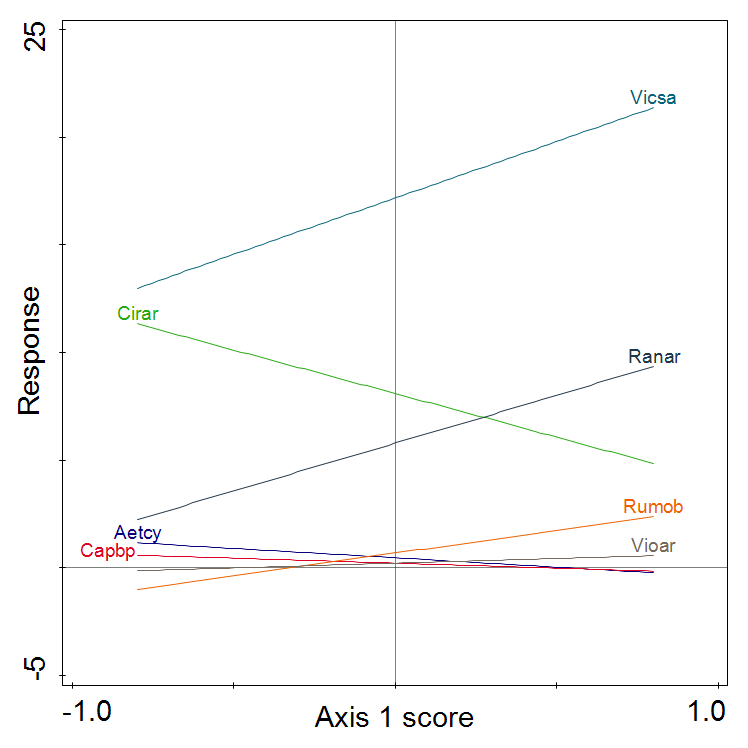 25
Vicsa
Cirar
Ranar
Response
Rumob
Aetcy
Vioar
Capbp
-5
-1.0
Axis 1 score
1.0